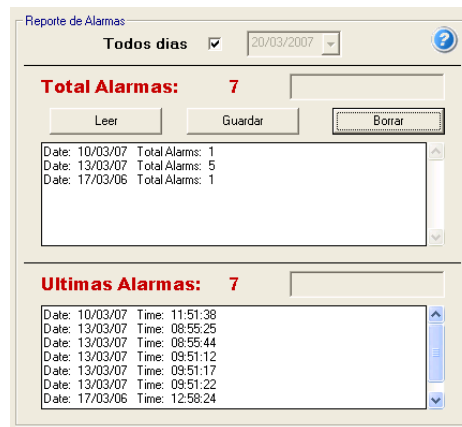 Reporte de Alarmas
Todos dias 20/03/2007 ?
Total Alarmas: 7
Leer Guardar Borrar
Date: 10/03/07 Total Alarms: 1
Date: 13/03/07 Total Alarms: 5
Date: 17/03/06 Total Alarms: 1
Ultimas Alarmas: 7
Date: 10/03/07 Time: 11:51:38
Date: 13/03/07 Time: 08:55:25
Date: 13/03/07 Time: 08:55:44
Date: 13/03/07 Time: 09:51:12
Date: 13/03/07 Time: 09:51:17
Date: 13/03/07 Time: 09:51:22
Date: 17/03/06 Time: 12:58:24